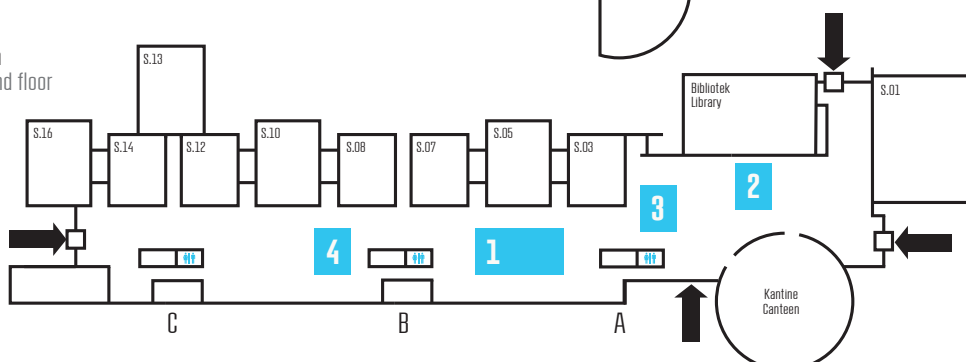 nd floor
S.13
Bibliotek
Library
S.01
S.16
S.14
S.12
S.10
S.08
S.07
S.05
S.03
2
3
4
1
Kantine
Canteen
C
B
A